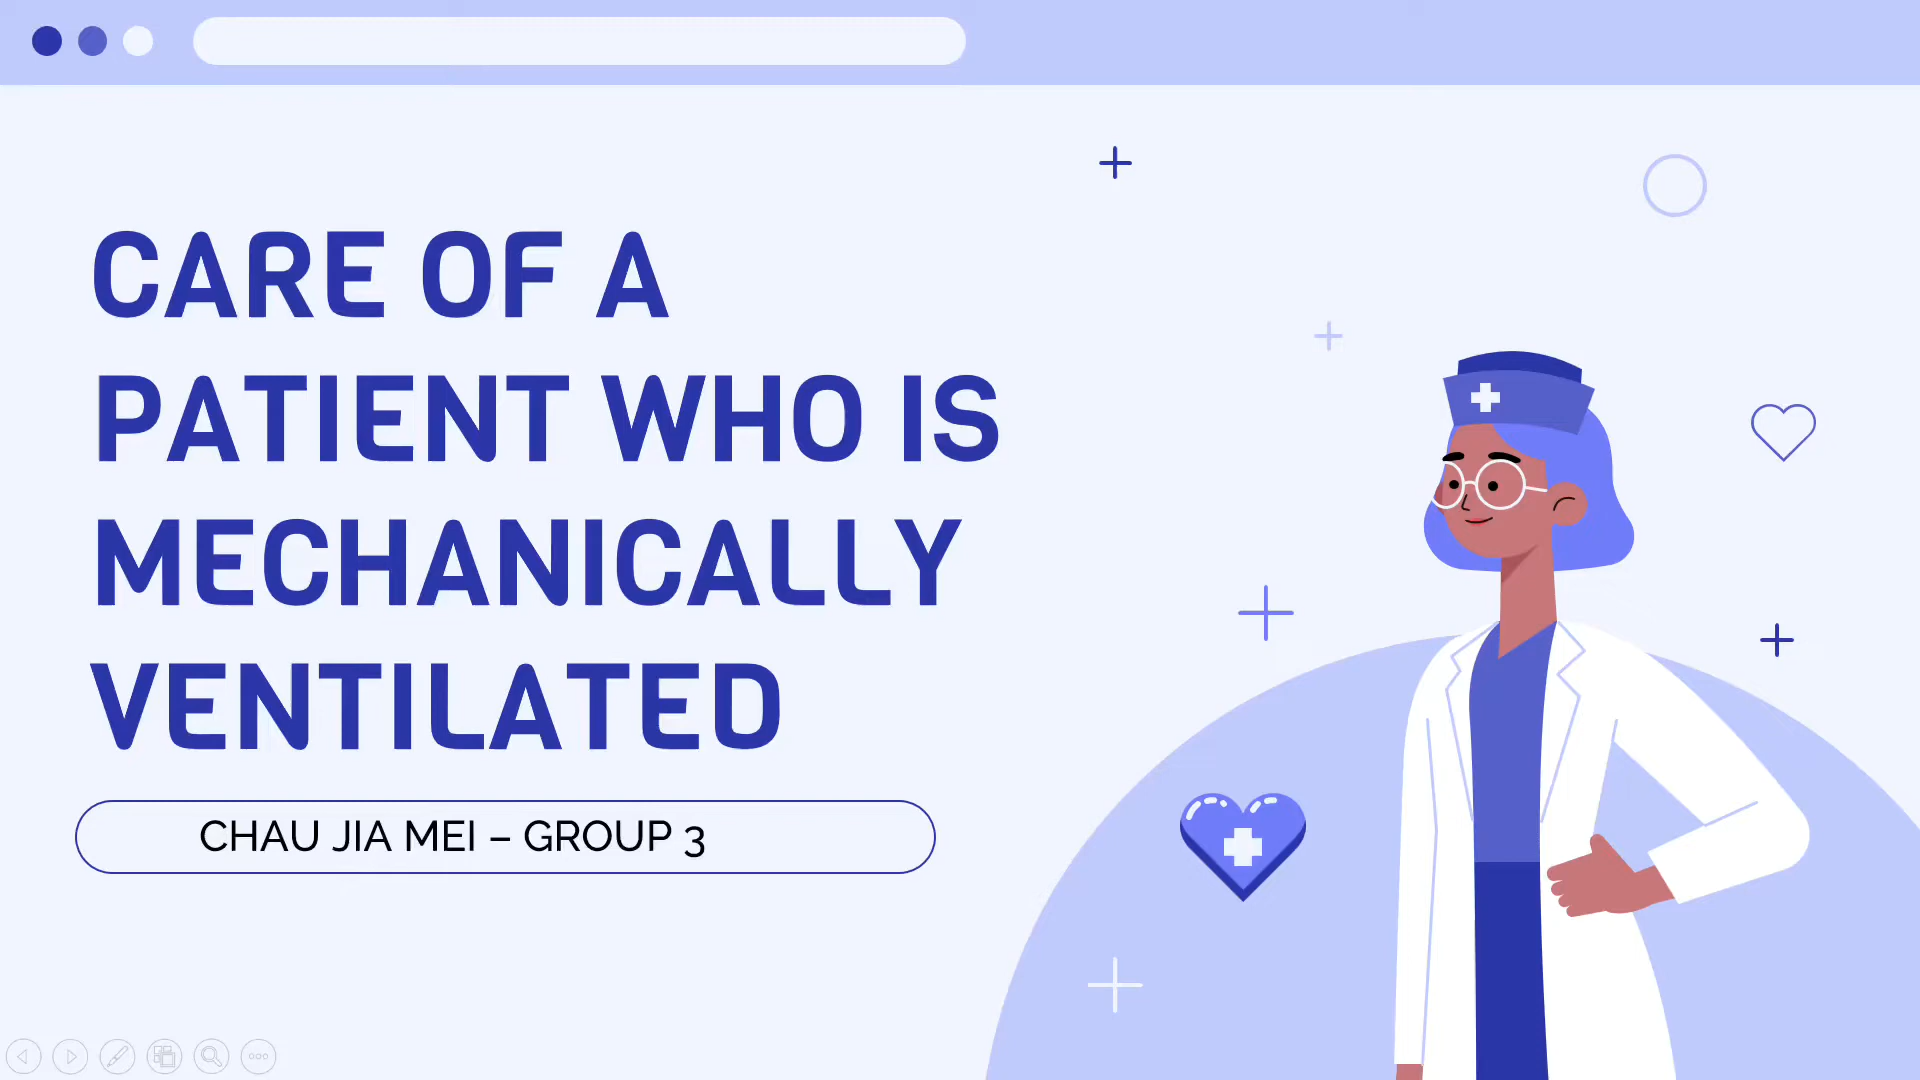 CARE OF A
PATIENT WHO IS
MECHANICALLY
VENTILATED
CHAU JIA MEI – GROUP 3